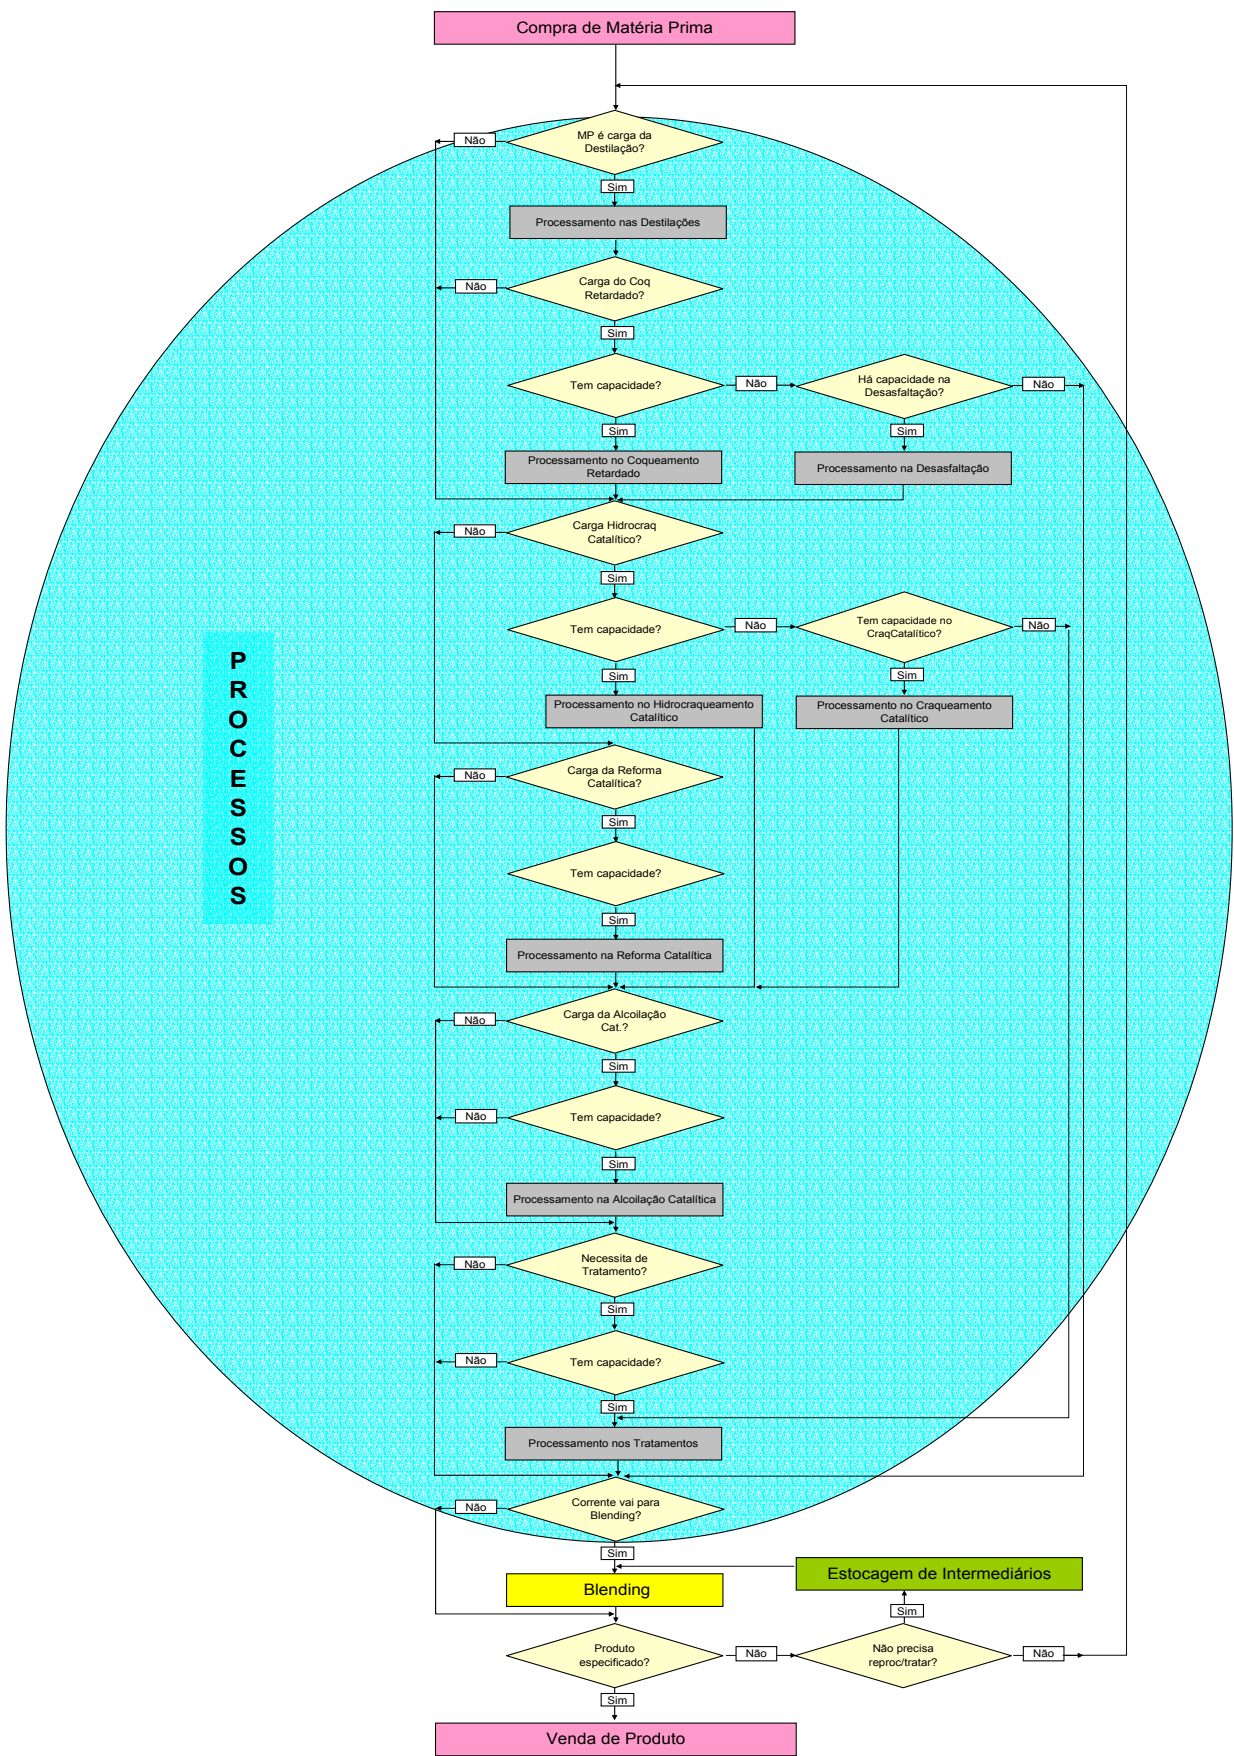 Compra de Matéria Prima
MP é carga da
Destilação?
Não
Sim
Processamento nas Destilações
Carga do Coq
Retardado?
Não
Sim
Tem capacidade?
Não
Há capacidade na
Desasfaltação?
Não
Sim
Sim
Processamento no Coqueamento
Retardado
Processamento na Desasfaltação
Carga Hidrocraq
Catalítico?
Não
Sim
Tem capacidade?
Não
Tem capacidade no
CraqCatalítico?
Não
Sim
Sim
Processamento no Hidrocraqueamento
Catalítico
Processamento no Craqueamento
Catalítico
P
R
O
C
E
S
S
O
S
Carga da Reforma
Catalítica?
Não
Sim
Tem capacidade?
Sim
Processamento na Reforma Catalítica
Carga da Alcoilação
Cat.?
Não
Sim
Tem capacidade?
Não
Sim
Processamento na Alcoilação Catalítica
Necessita de
Tratamento?
Não
Sim
Tem capacidade?
Não
Sim
Processamento nos Tratamentos
Corrente vai para
Blending?
Não
Sim
Blending
Estocagem de Intermediários
Sim
Produto
especificado?
Não
Não precisa
reproc/tratar?
Não
Sim
Venda de Produto